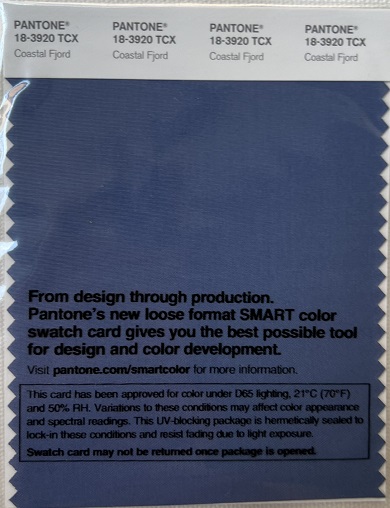 PANTONE® PANTONE® PANTONE® PANTONE®
18-3920 TCX 18-3920 TCX 18-3920 TCX 18-3920 TCX
Coastal Fjord Coastal Fjord Coastal Fjord Coastal Fjord
From design through production.
Pantone's new loose format SMART color
swatch card gives you the best possible tool
for design and color development.
Visit pantone.com/smartcolor for more information.
This card has been approved for color under D65 lighting, 21°C (70°F)
and 50% RH. Variations to these conditions may affect color appearance
and spectral readings. This UV-blocking package is hermetically sealed to
lock-in these conditions and resist fading due to light exposure.
Swatch card may not be returned once package is opened.